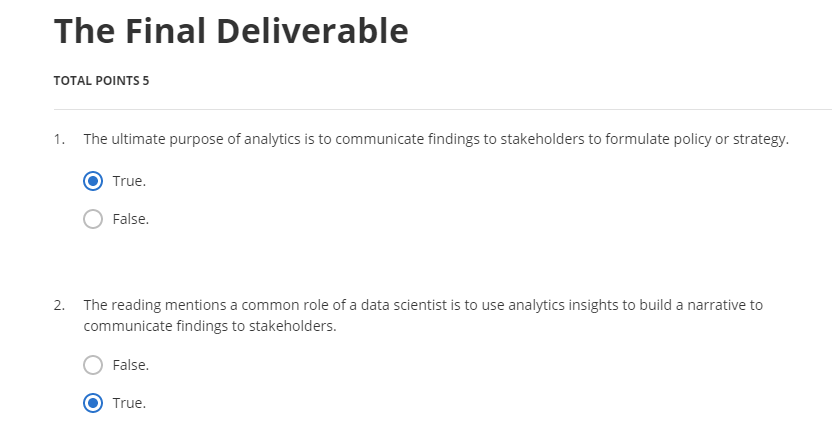 The Final Deliverable
TOTAL POINTS 5
1. The ultimate purpose of analytics is to communicate findings to stakeholders to formulate policy or strategy.
True.
False.
2. The reading mentions a common role of a data scientist is to use analytics insights to build a narrative to
communicate findings to stakeholders.
False.
True.